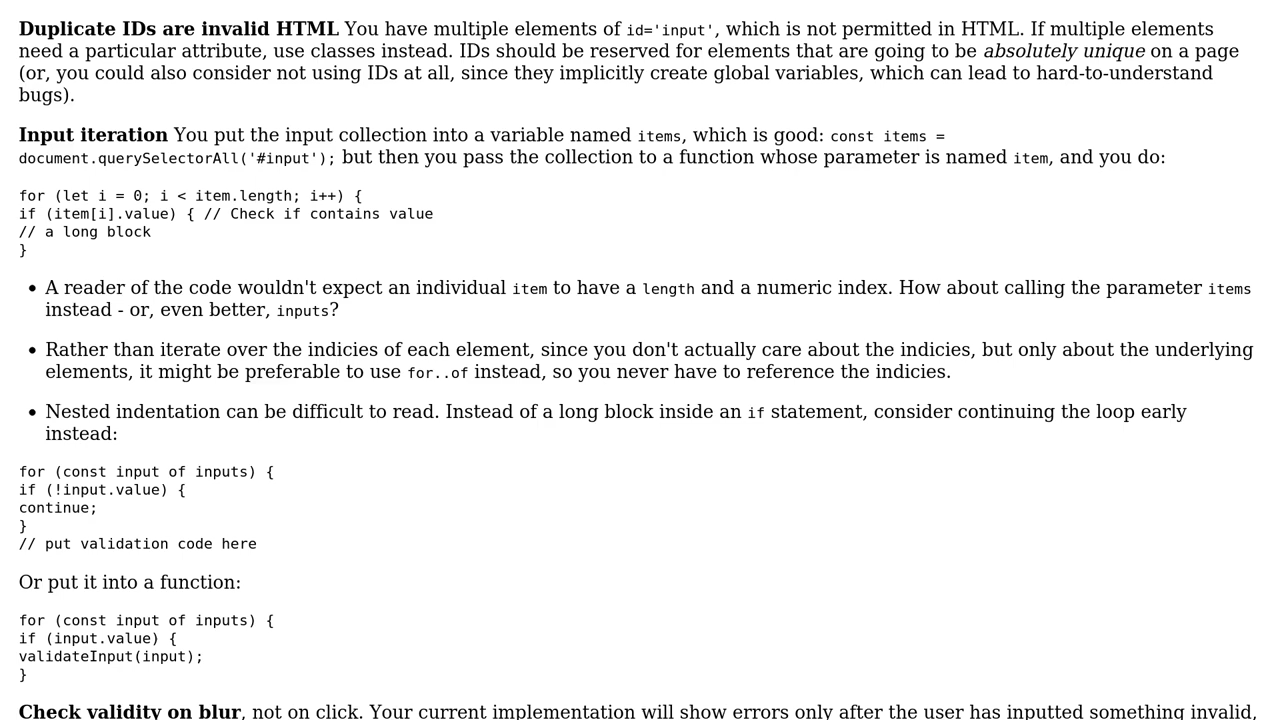 Duplicate IDs are invalid HTML You have multiple elements of id='input', which is not permitted in HTML. If multiple elements
need a particular attribute, use classes instead. IDs should be reserved for elements that are going to be absolutely unique on a page
(or, you could also consider not using IDs at all, since they implicitly create global variables, which can lead to hard-to-understand
bugs).
Input iteration You put the input collection into a variable named items, which is good: const items =
document.querySelectorAll('#input'); but then you pass the collection to a function whose parameter is named item, and you do:
for (let i = 0; i < item.length; i++) {
if (item[i].value) { // Check if contains value
// a long block
}
• A reader of the code wouldn't expect an individual item to have a length and a numeric index. How about calling the parameter items
instead - or, even better, inputs?
• Rather than iterate over the indicies of each element, since you don't actually care about the indicies, but only about the underlying
elements, it might be preferable to use for..of instead, so you never have to reference the indicies.
• Nested indentation can be difficult to read. Instead of a long block inside an if statement, consider continuing the loop early
instead:
for (const input of inputs) {
if (!input.value) {
continue;
}
// put validation code here
Or put it into a function:
for (const input of inputs) {
if (input.value) {
validateInput(input);
}
Check validity on blur, not on click. Your current implementation will show errors only after the user has inputted something invalid,